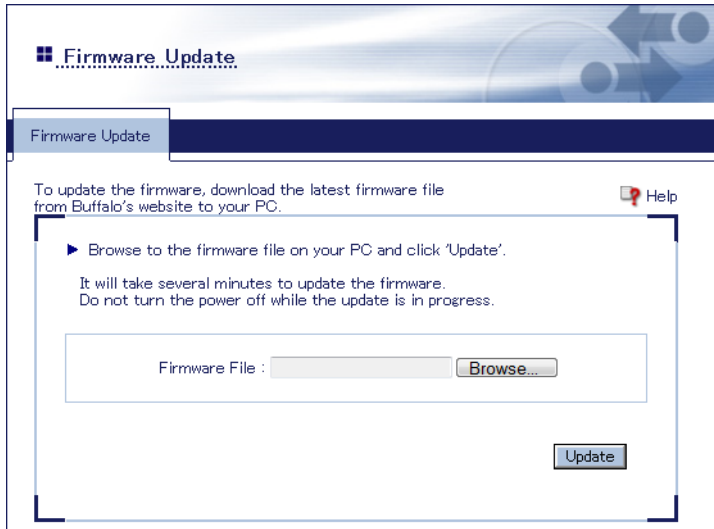 Firmware Update
Firmware Update
To update the firmware, download the latest firmware file
from Buffalo's website to your PC.
Help
Browse to the firmware file on your PC and click 'Update'.
It will take several minutes to update the firmware.
Do not turn the power off while the update is in progress.
Firmware File : Browse...
Update